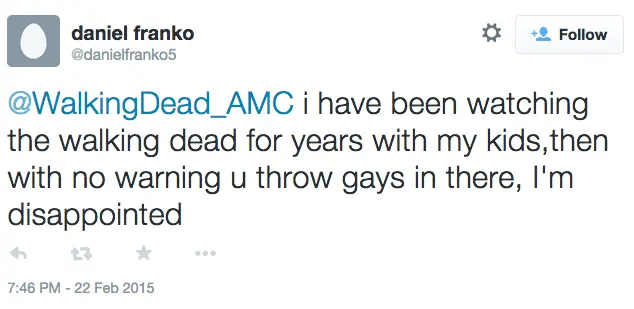 daniel franko
@danielfranko5
Follow
@WalkingDead_AMC i have been watching
the walking dead for years with my kids,then
with no warning u throw gays in there, I'm
disappointed
7:46 PM - 22 Feb 2015